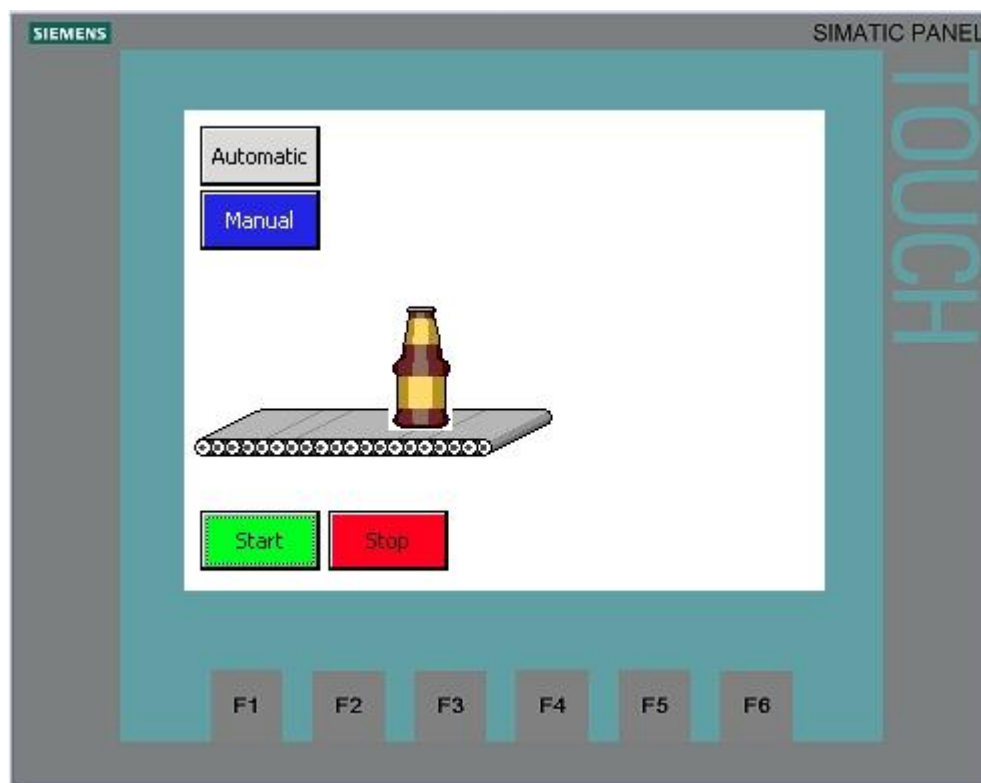 SIEMENS
SIMATIC PANEL
TOUCH
Automatic
Manual
Start
Stop
F1 F2 F3 F4 F5 F6